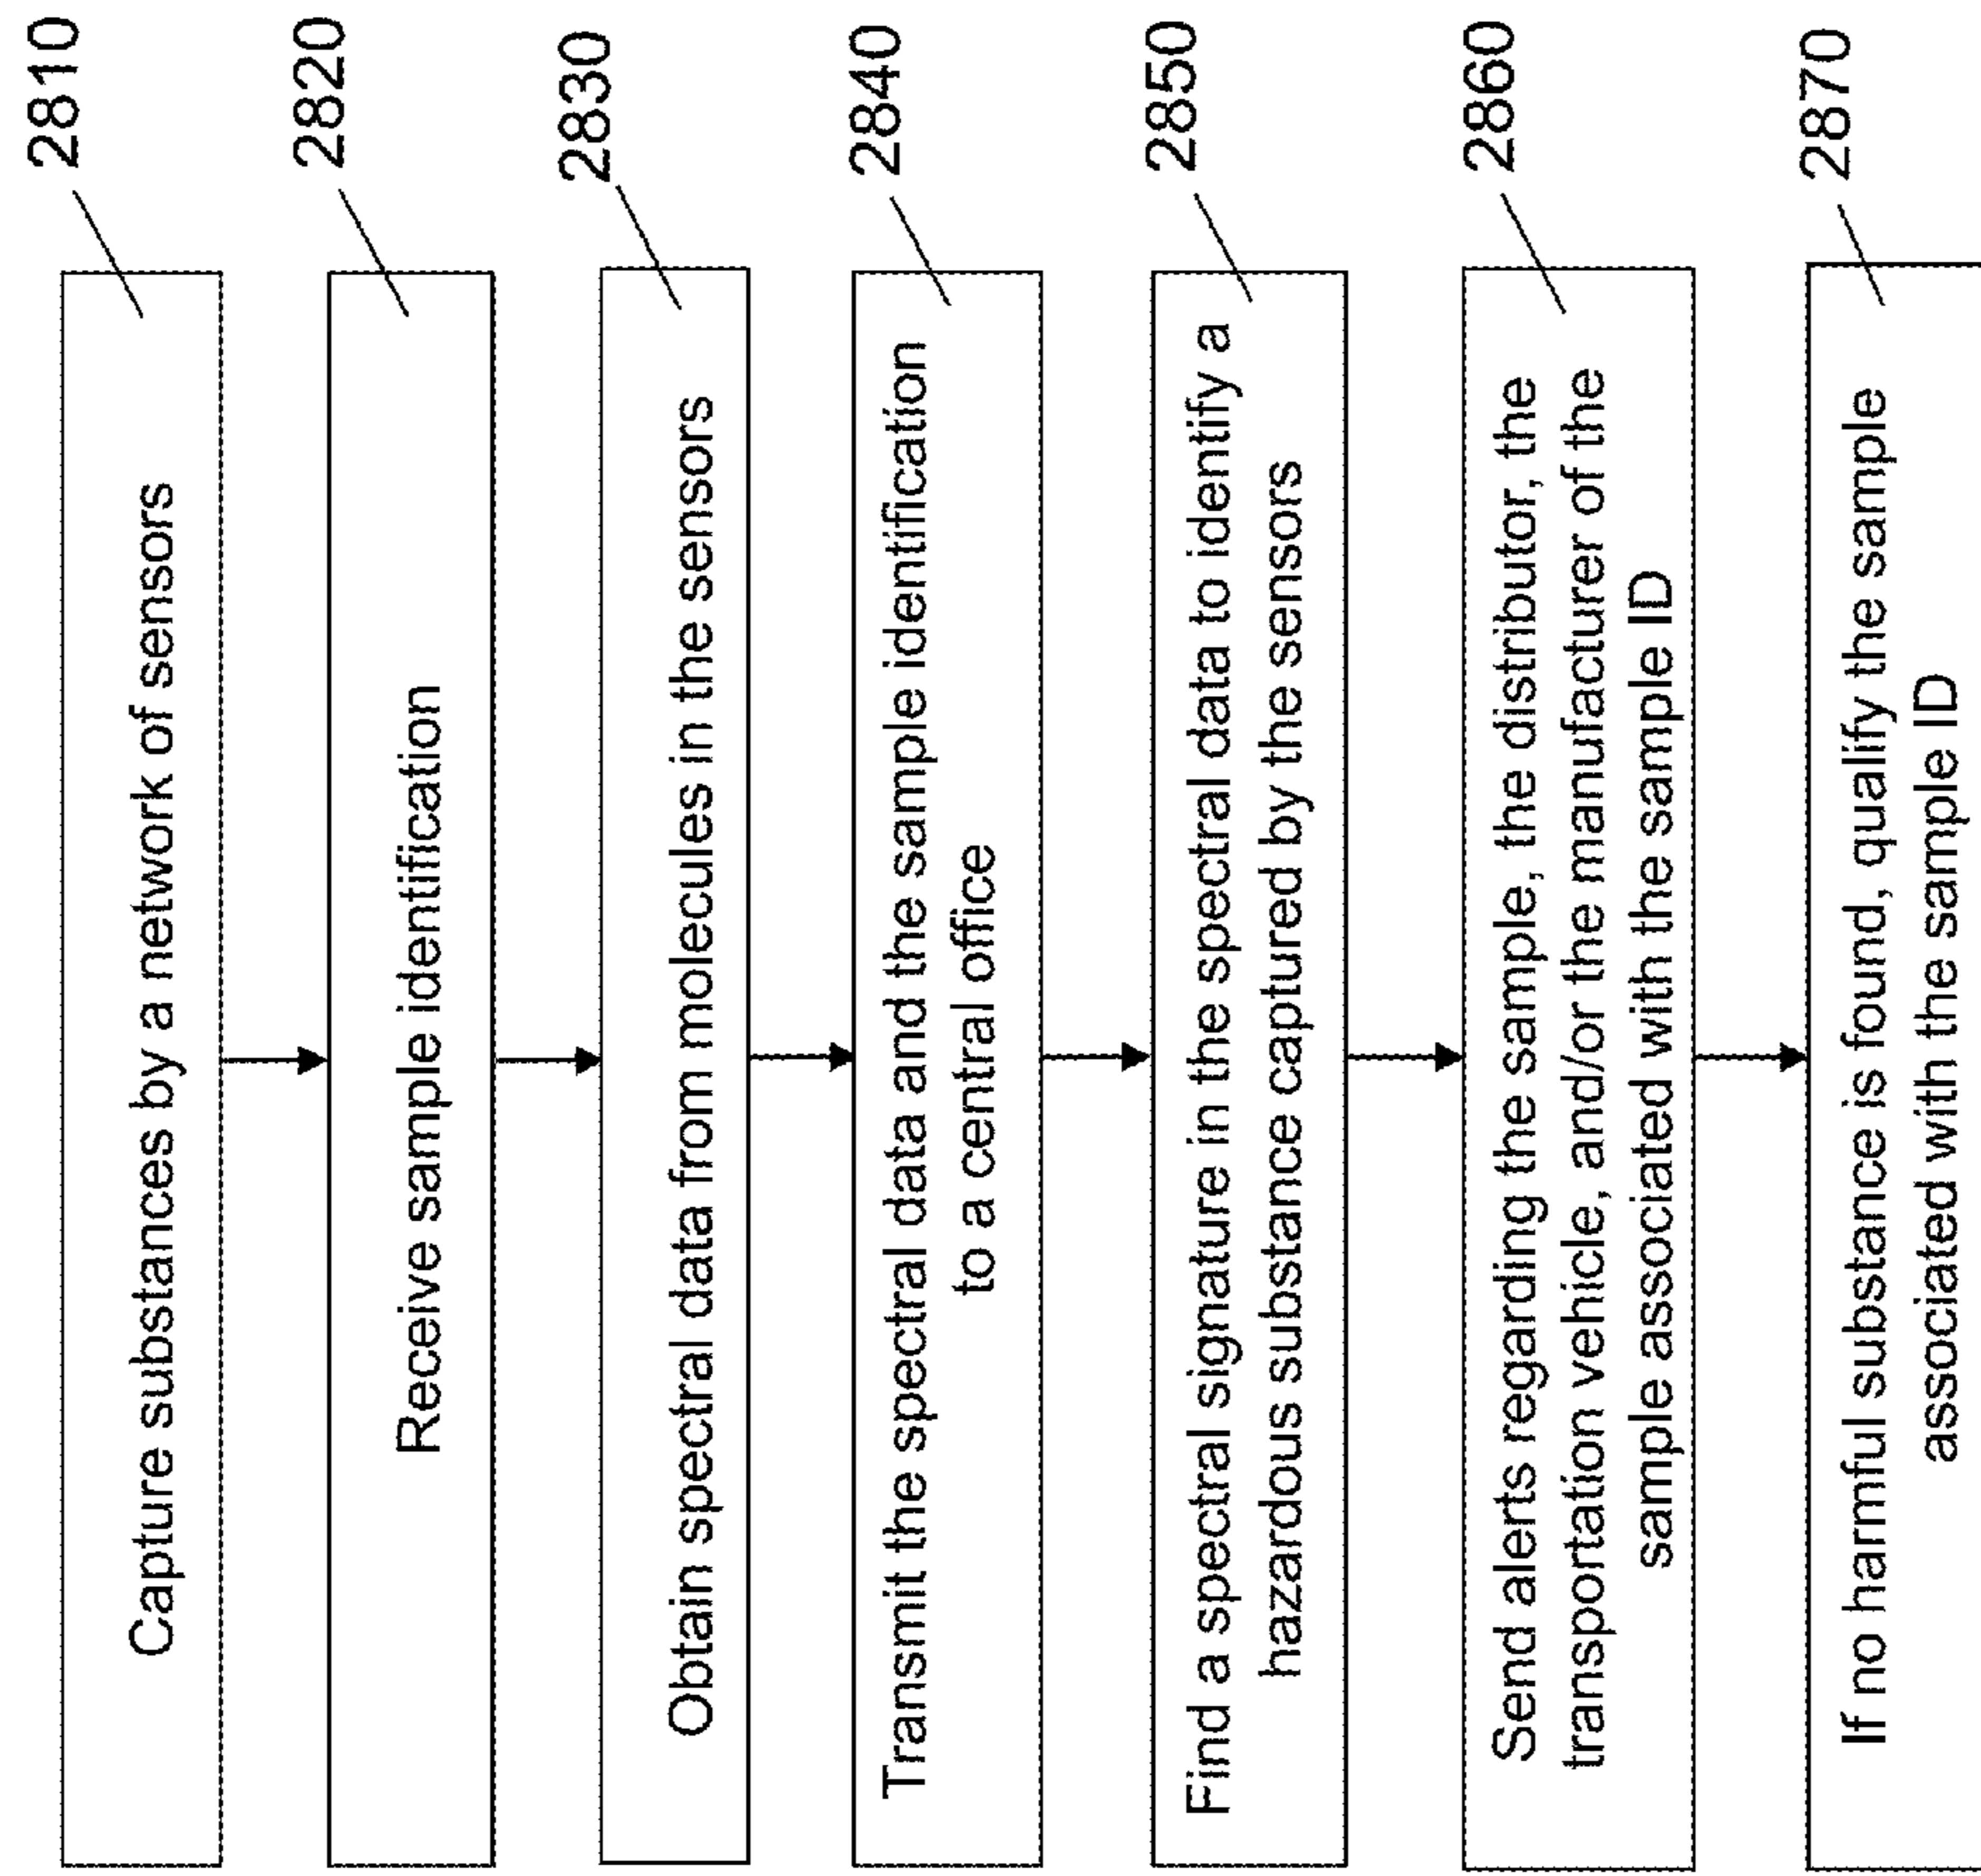 2810
Capture substances by a network of sensors
2820
Receive sample identification
2830
Obtain spectral data from molecules in the sensors
2840
Transmit the spectral data and the sample identification
to a central office
2850
Find a spectral signature in the spectral data to identify a
hazardous substance captured by the sensors
2860
Send alerts regarding the sample, the distributor, the
transportation vehicle, and/or the manufacturer of the
sample associated with the sample ID
2870
If no harmful substance is found, qualify the sample
associated with the sample ID